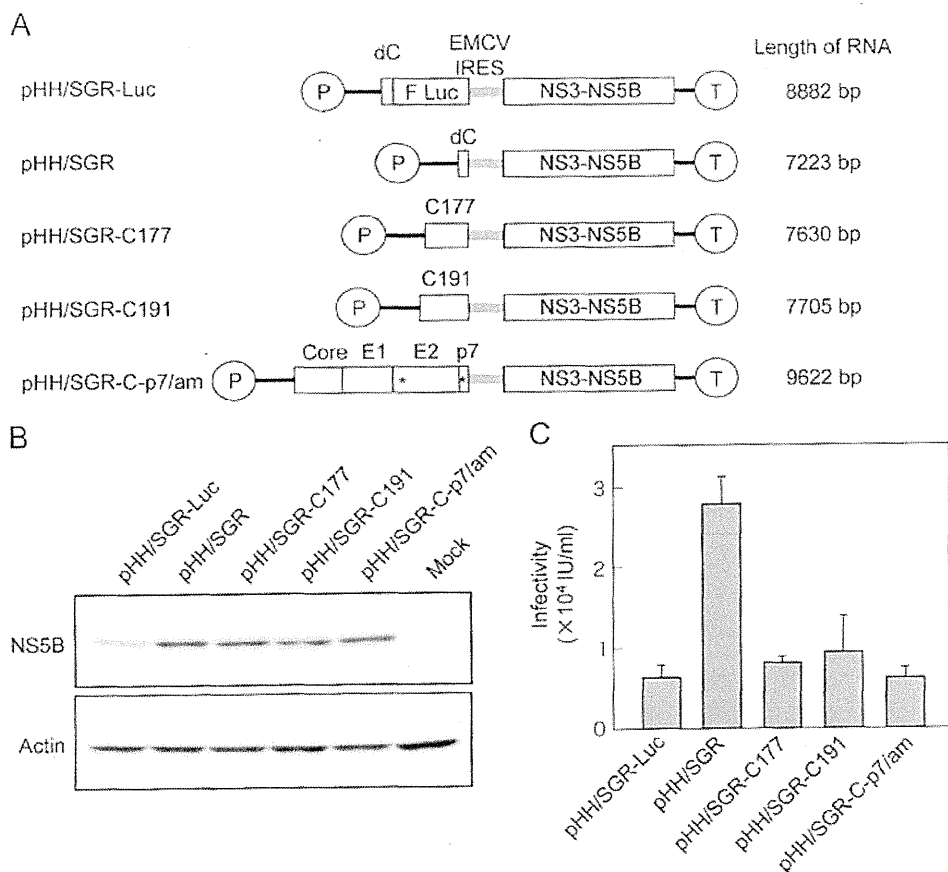 A
dC
EMCV
IRES
Length of RNA
pHH/SGR-Luc
P
F Luc
NS3-NS5B
T
8882 bp
dC
pHH/SGR
P
NS3-NS5B
T
7223 bp
C177
pHH/SGR-C177
P
NS3-NS5B
T
7630 bp
C191
pHH/SGR-C191
P
NS3-NS5B
T
7705 bp
Core E1 E2 p7
pHH/SGR-C-p7/am
P
* *
NS3-NS5B
T
9622 bp
B
pHH/SGR-Luc
pHH/SGR
pHH/SGR-C177
pHH/SGR-C191
pHH/SGR-C-p7/am
Mock
NS5B
Actin
C
Infectivity
(×10⁴ IU/ml)
3
2
1
0
pHH/SGR-Luc
pHH/SGR
pHH/SGR-C177
pHH/SGR-C191
pHH/SGR-C-p7/am